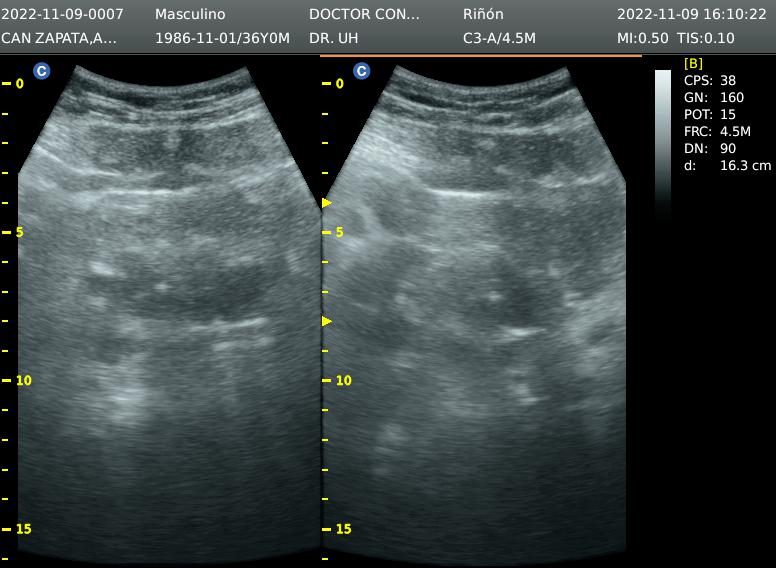 2022-11-09-0007 Masculino DOCTOR CON... Riñón 2022-11-09 16:10:22
CAN ZAPATA,A... 1986-11-01/36Y0M DR. UH C3-A/4.5M MI:0.50 TIS:0.10
C C
[B]
CPS: 38
GN: 160
POT: 15
FRC: 4.5M
DN: 90
d: 16.3 cm
0 0
5 5
10 10
15 15